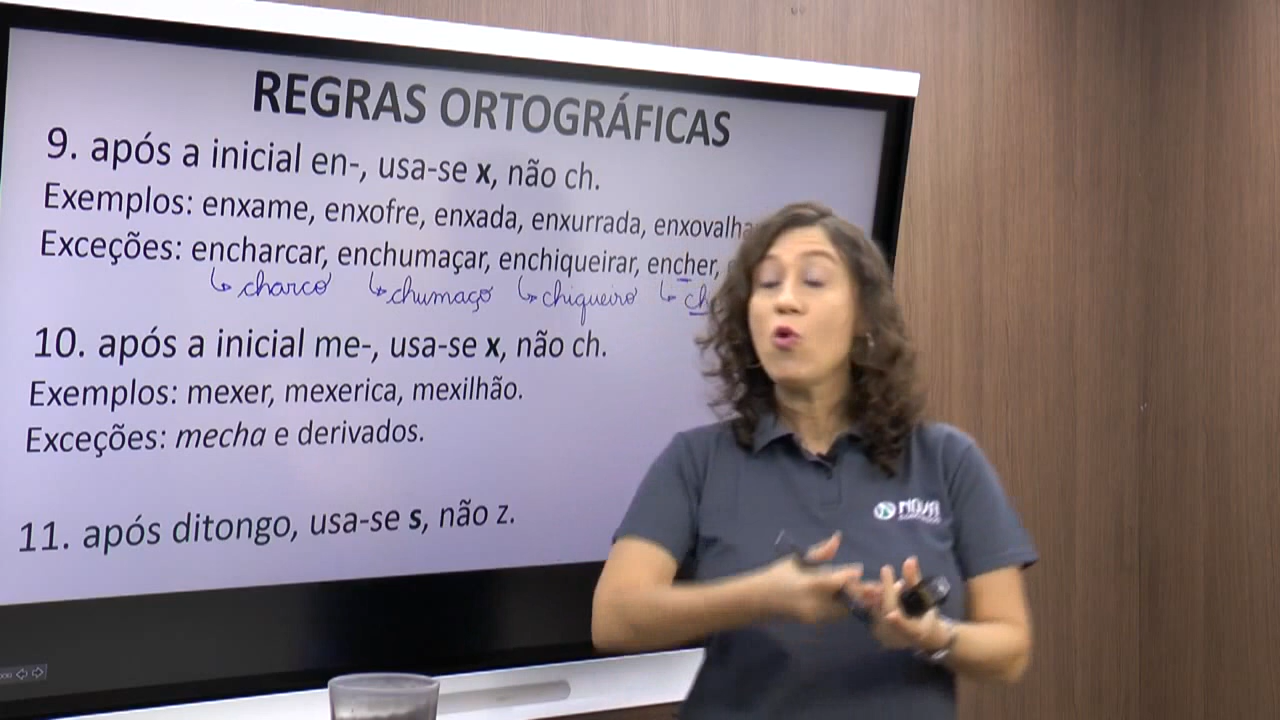 REGRAS ORTOGRÁFICAS
9. após a inicial en-, usa-se x, não ch.
Exemplos: enxame, enxofre, enxada, enxurrada, enxovalha
Exceções: encharcar, enchumaçar, enchiqueirar, encher,
↳ charco ↳ chumaço ↳ chiqueiro ↳ ch
10. após a inicial me-, usa-se x, não ch.
Exemplos: mexer, mexerica, mexilhão.
Exceções: mecha e derivados.
11. após ditongo, usa-se s, não z.
NOVA